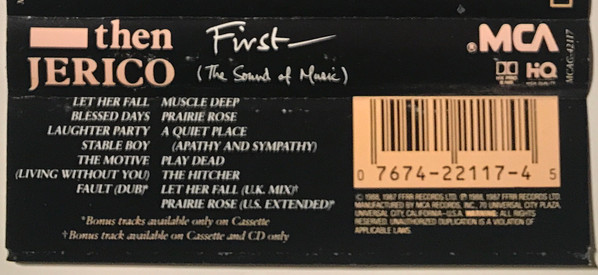 then
JERICO
First—
(The Sound of Music)
® MCA
HX PRO
HQ
HIGH QUALITY
MCAC-42117
LET HER FALL
BLESSED DAYS
LAUGHTER PARTY
STABLE BOY
THE MOTIVE
(LIVING WITHOUT YOU)
FAULT (DUB)*
MUSCLE DEEP
PRAIRIE ROSE
A QUIET PLACE
(APATHY AND SYMPATHY)
PLAY DEAD
THE HITCHER
LET HER FALL (U.K. MIX)†
PRAIRIE ROSE (U.S. EXTENDED)*
*Bonus tracks available only on Cassette
†Bonus track available on Cassette and CD only
0 7674-22117-4 5
© 1988, 1987 FFRR RECORDS LTD. ℗ 1988, 1987 FFRR RECORDS LTD.
MANUFACTURED BY MCA RECORDS, INC., 70 UNIVERSAL CITY PLAZA,
UNIVERSAL CITY, CALIFORNIA–U.S.A. WARNING: ALL RIGHTS
RESERVED. UNAUTHORIZED DUPLICATION IS A VIOLATION OF
APPLICABLE LAWS.